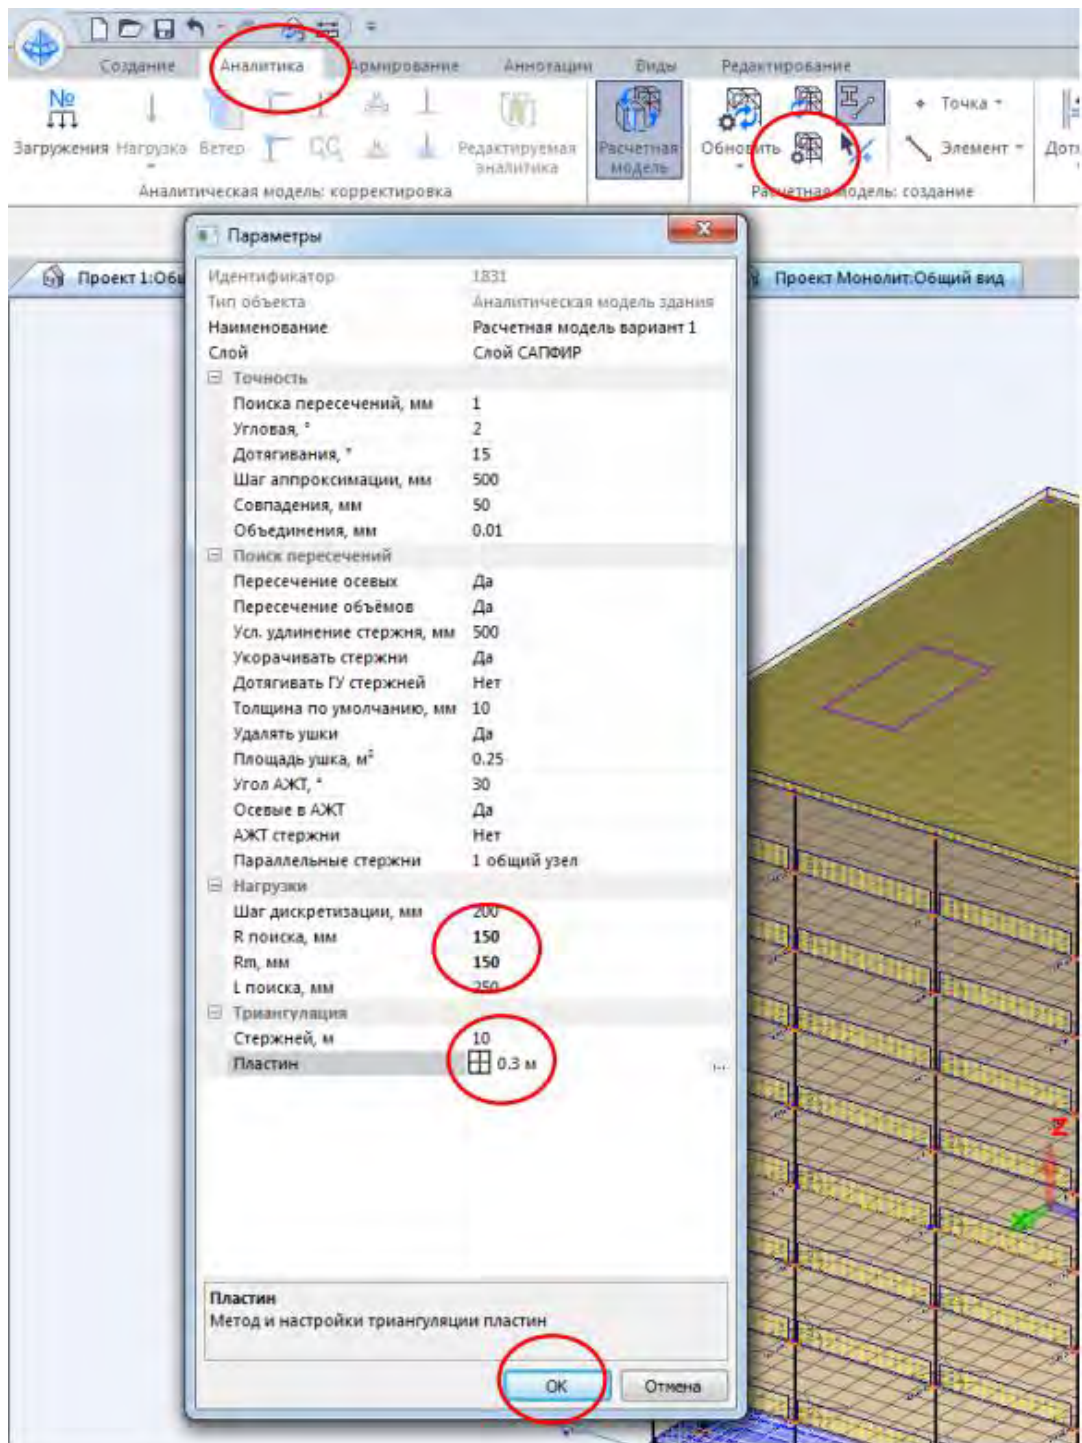 Создание Аналитика Армирование Аннотации Виды Редактирование
№
Загружения Нагрузка Ветер Редактируемая аналитика Расчетная модель Обновить Точка
Элемент
Аналитическая модель: корректировка Расчетная модель: создание
Параметры
Проект 1:Общ Проект Монолит:Общий вид
Идентификатор 1831
Тип объекта Аналитическая модель здания
Наименование Расчетная модель вариант 1
Слой Слой САПФИР
Точность
Поиска пересечений, мм 1
Угловая, ° 2
Дотягивания, ° 15
Шаг аппроксимации, мм 500
Совпадения, мм 50
Объединения, мм 0.01
Поиск пересечений
Пересечение осевых Да
Пересечение объёмов Да
Усл. удлинение стержня, мм 500
Укорачивать стержни Да
Дотягивать ГУ стержней Нет
Толщина по умолчанию, мм 10
Удалять ушки Да
Площадь ушка, м² 0.25
Угол АЖТ, ° 30
Осевые в АЖТ Да
АЖТ стержни Нет
Параллельные стержни 1 общий узел
Нагрузки
Шаг дискретизации, мм 200
R поиска, мм 150
Rm, мм 150
L поиска, мм 250
Триангуляция
Стержней, м 10
Пластин 0.3 м
...
Z
Пластин
Метод и настройки триангуляции пластин
OK Отмена